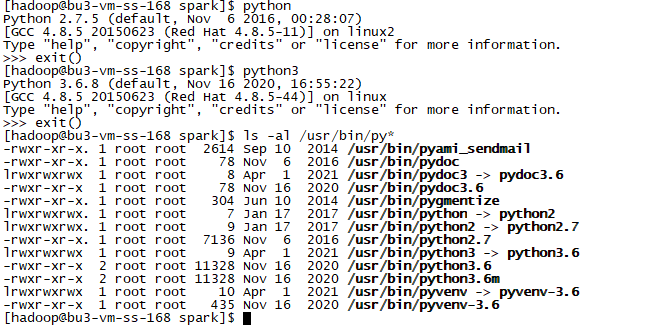 [hadoop@bu3-vm-ss-168 spark]$ python
Python 2.7.5 (default, Nov  6 2016, 00:28:07)
[GCC 4.8.5 20150623 (Red Hat 4.8.5-11)] on linux2
Type "help", "copyright", "credits" or "license" for more information.
>>> exit()
[hadoop@bu3-vm-ss-168 spark]$ python3
Python 3.6.8 (default, Nov 16 2020, 16:55:22)
[GCC 4.8.5 20150623 (Red Hat 4.8.5-44)] on linux
Type "help", "copyright", "credits" or "license" for more information.
>>> exit()
[hadoop@bu3-vm-ss-168 spark]$ ls -al /usr/bin/py*
-rwxr-xr-x. 1 root root  2614 Sep 10  2014 /usr/bin/pyami_sendmail
-rwxr-xr-x. 1 root root    78 Nov  6  2016 /usr/bin/pydoc
lrwxrwxrwx  1 root root     8 Apr  1  2021 /usr/bin/pydoc3 -> pydoc3.6
-rwxr-xr-x  1 root root    78 Nov 16  2020 /usr/bin/pydoc3.6
-rwxr-xr-x. 1 root root   304 Jun 10  2014 /usr/bin/pygmentize
lrwxrwxrwx. 1 root root     7 Jan 17  2017 /usr/bin/python -> python2
lrwxrwxrwx. 1 root root     9 Jan 17  2017 /usr/bin/python2 -> python2.7
-rwxr-xr-x. 1 root root  7136 Nov  6  2016 /usr/bin/python2.7
lrwxrwxrwx  1 root root     9 Apr  1  2021 /usr/bin/python3 -> python3.6
-rwxr-xr-x  2 root root 11328 Nov 16  2020 /usr/bin/python3.6
-rwxr-xr-x  2 root root 11328 Nov 16  2020 /usr/bin/python3.6m
lrwxrwxrwx  1 root root    10 Apr  1  2021 /usr/bin/pyvenv -> pyvenv-3.6
-rwxr-xr-x  1 root root   435 Nov 16  2020 /usr/bin/pyvenv-3.6
[hadoop@bu3-vm-ss-168 spark]$